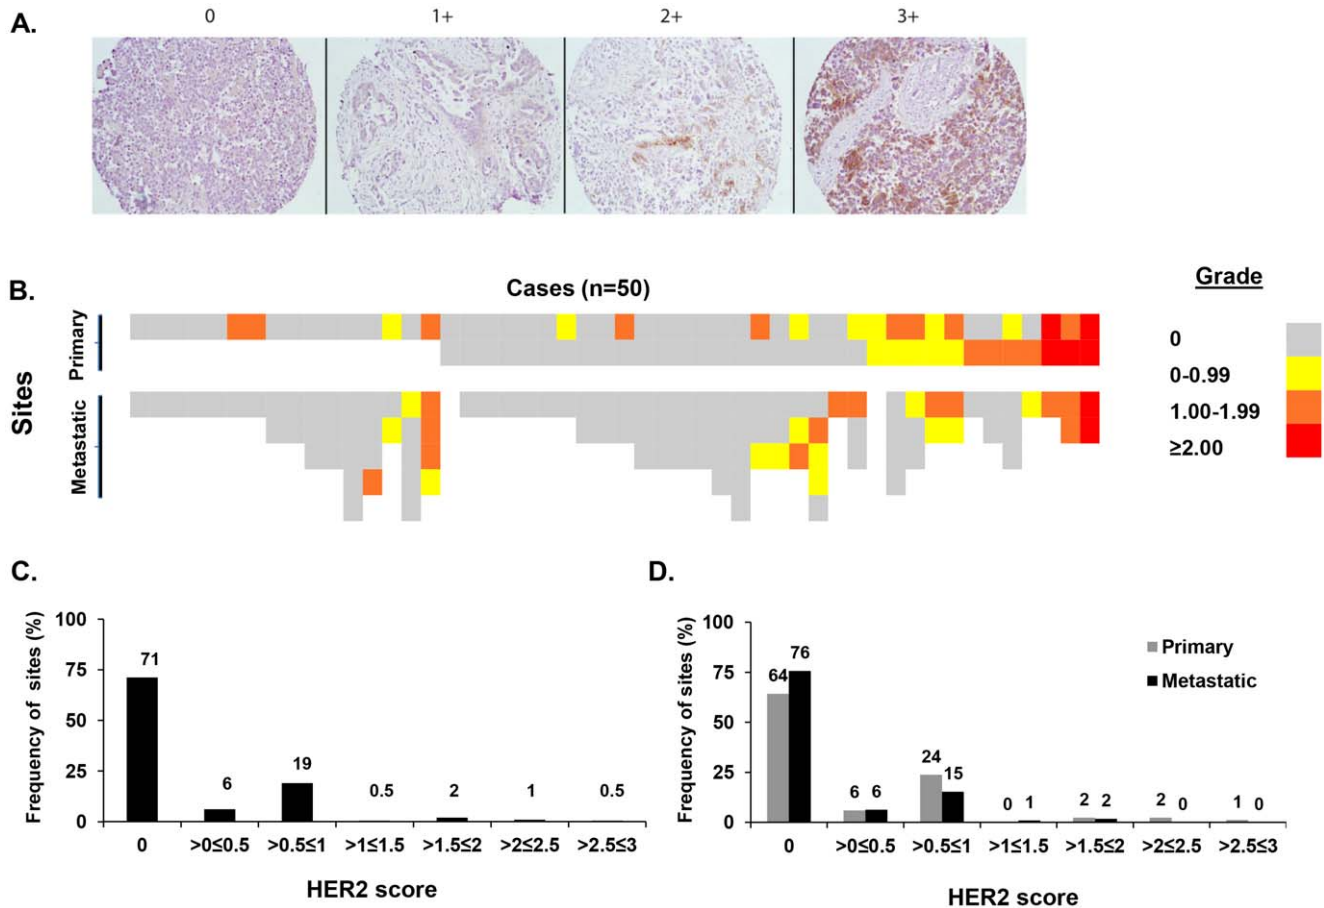 A.
0 1+ 2+ 3+
B.
Cases (n=50)
Sites
Primary
Metastatic
Grade
0
0-0.99
1.00-1.99
≥2.00
C.
Frequency of sites (%)
100
75
50
25
0
71 6 19 0.5 2 1 0.5
0 >0≤0.5 >0.5≤1 >1≤1.5 >1.5≤2 >2≤2.5 >2.5≤3
HER2 score
D.
Frequency of sites (%)
100
75
50
25
0
Primary
Metastatic
64 76 6 6 24 15 0 1 2 2 2 0 1 0
0 >0≤0.5 >0.5≤1 >1≤1.5 >1.5≤2 >2≤2.5 >2.5≤3
HER2 score